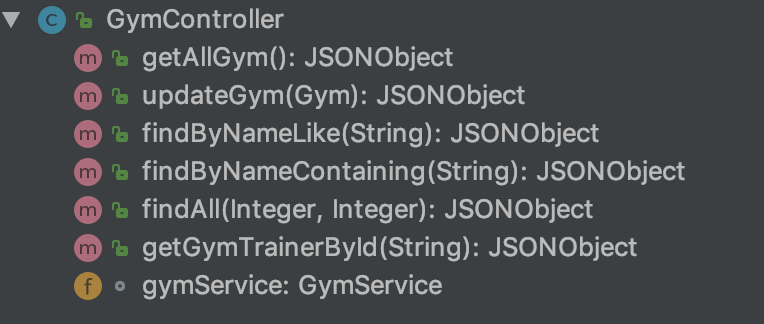 GymController
getAllGym(): JSONObject
updateGym(Gym): JSONObject
findByNameLike(String): JSONObject
findByNameContaining(String): JSONObject
findAll(Integer, Integer): JSONObject
getGymTrainerById(String): JSONObject
gymService: GymService